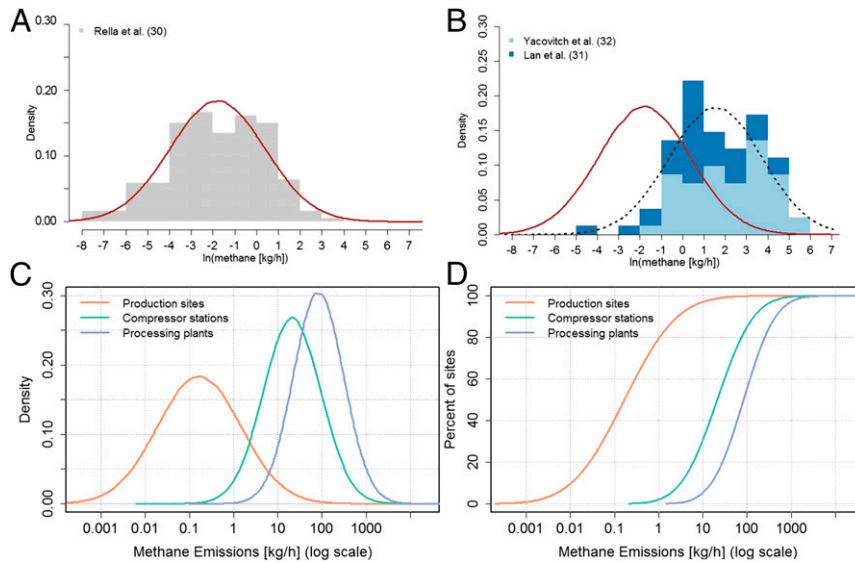 A
Rella et al. (30)
Density
0.30
0.20
0.10
0.00
-8 -7 -6 -5 -4 -3 -2 -1 0 1 2 3 4 5 6 7
ln(methane [kg/h])
B
Yacovitch et al. (32)
Lan et al. (31)
Density
0.30
0.25
0.20
0.15
0.10
0.05
0.00
-8 -7 -6 -5 -4 -3 -2 -1 0 1 2 3 4 5 6 7
ln(methane [kg/h])
C
Production sites
Compressor stations
Processing plants
Density
0.30
0.20
0.10
0.00
0.001 0.01 0.1 1 10 100 1000
Methane Emissions [kg/h] (log scale)
D
Production sites
Compressor stations
Processing plants
Percent of sites
100
80
60
40
20
0
0.001 0.01 0.1 1 10 100 1000
Methane Emissions [kg/h] (log scale)